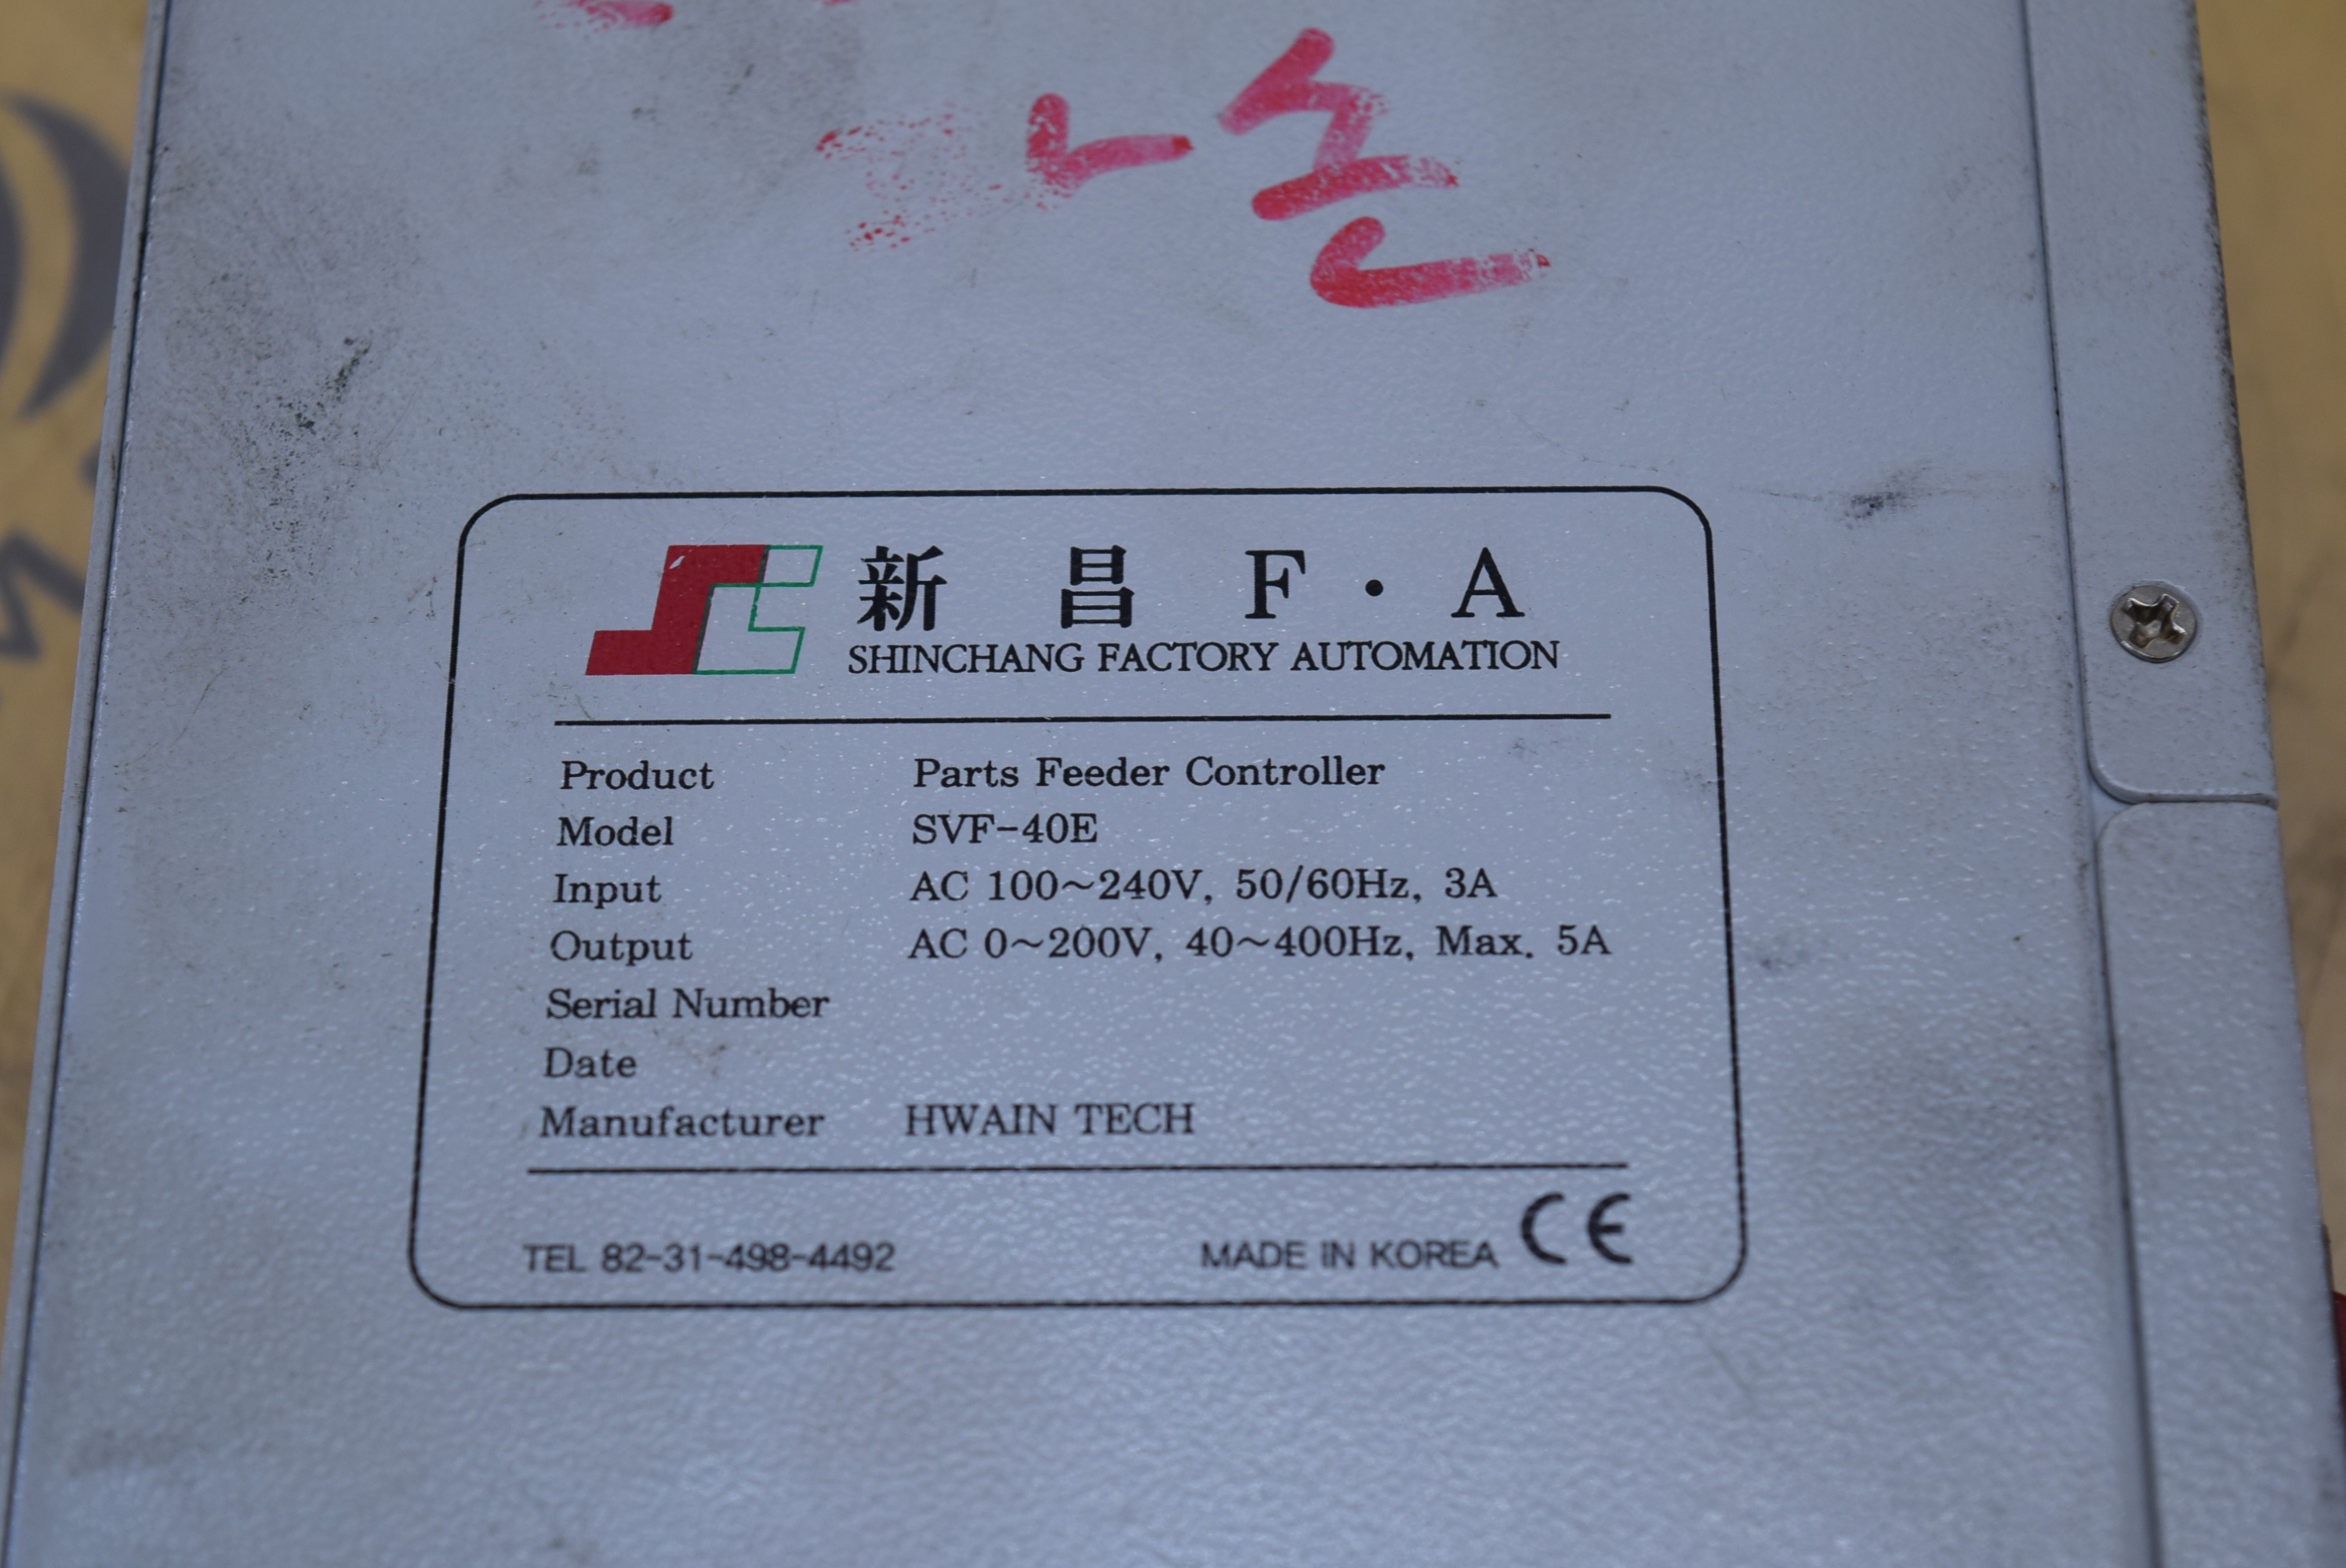 新 昌 F・A
SHINCHANG FACTORY AUTOMATION
Product Parts Feeder Controller
Model SVF-40E
Input AC 100~240V, 50/60Hz, 3A
Output AC 0~200V, 40~400Hz, Max. 5A
Serial Number
Date
Manufacturer HWAIN TECH
TEL 82-31-498-4492 MADE IN KOREA CE